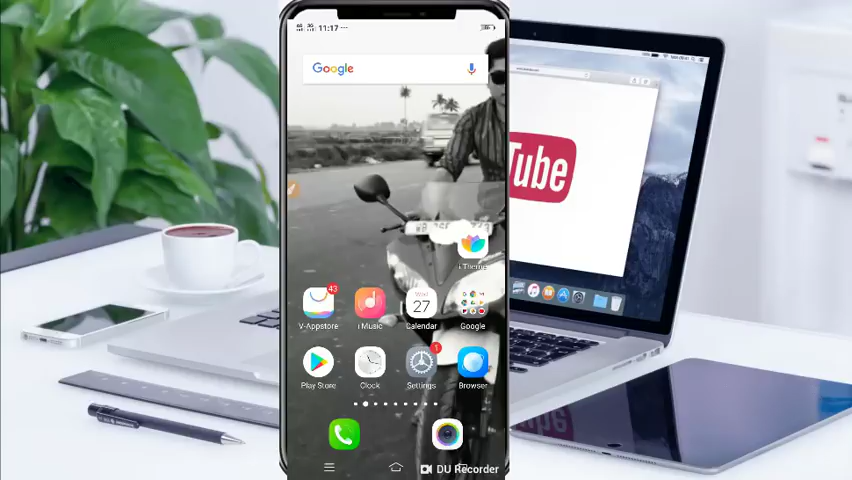 11:17 ...
Google
Tube
i Theme
43
Wed
27
V-Appstore
i Music
Calendar
Google
1
Play Store
Clock
Settings
Browser
DU Recorder